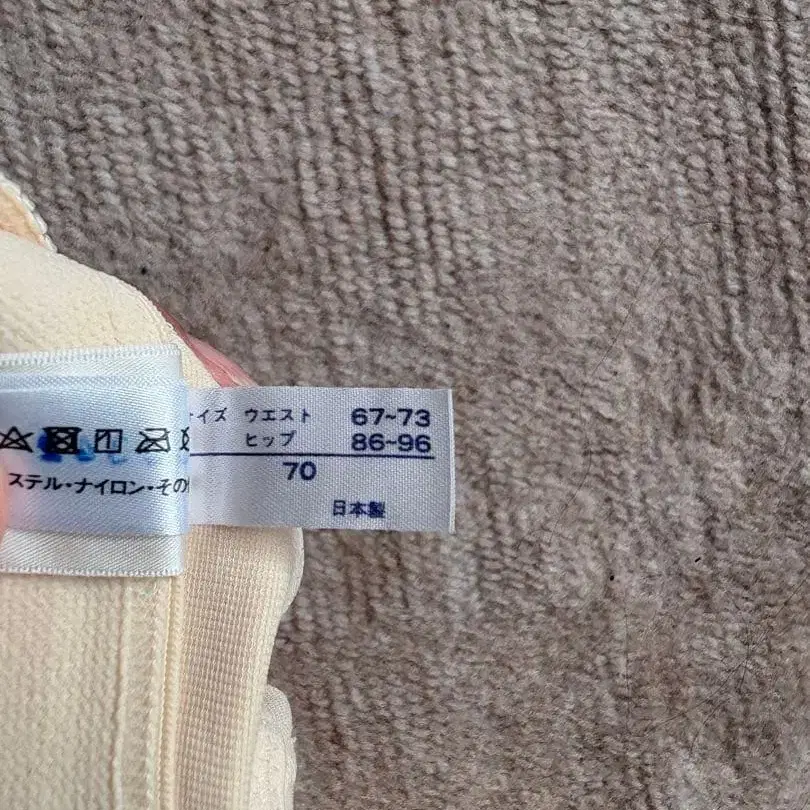 イズ ウエスト 67~73
ヒップ 86~96
70
日本製
ステル・ナイロン・その